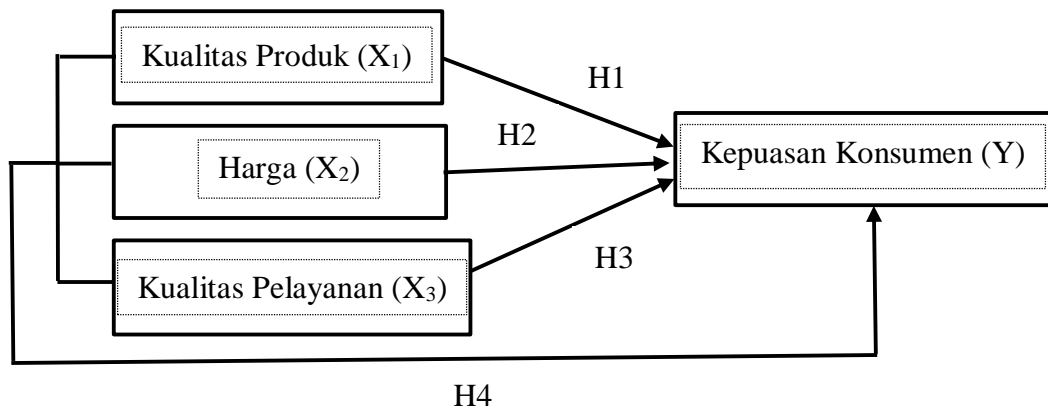 Kualitas Produk (X₁)
H1
Harga (X₂)
H2
Kepuasan Konsumen (Y)
Kualitas Pelayanan (X₃)
H3
H4